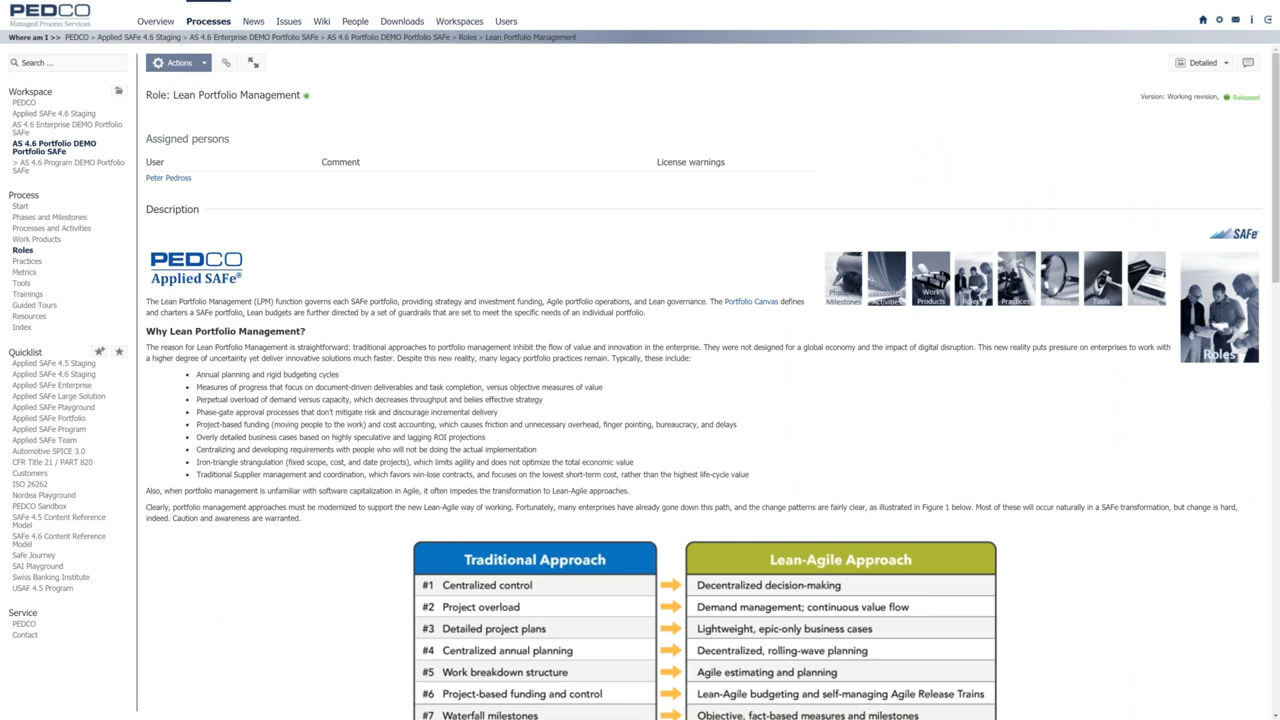 PEDCO
Managed Process Services
Overview Processes News Issues Wiki People Downloads Workspaces Users
Where am I >> PEDCO > Applied SAFe 4.6 Staging > AS 4.6 Enterprise DEMO Portfolio SAFe > AS 4.6 Portfolio DEMO Portfolio SAFe > Roles > Lean Portfolio Management
Search ...
Actions
Detailed
Workspace
PEDCO
Applied SAFe 4.6 Staging
AS 4.6 Enterprise DEMO Portfolio
SAFe
AS 4.6 Portfolio DEMO
Portfolio SAFe
> AS 4.6 Program DEMO Portfolio
SAFe
Process
Start
Phases and Milestones
Processes and Activities
Work Products
Roles
Practices
Metrics
Tools
Trainings
Guided Tours
Resources
Index
Quicklist
Applied SAFe 4.5 Staging
Applied SAFe 4.6 Staging
Applied SAFe Enterprise
Applied SAFe Large Solution
Applied SAFe Playground
Applied SAFe Portfolio
Applied SAFe Program
Applied SAFe Team
Automotive SPICE 3.0
CFR Title 21 / PART 820
Customers
ISO 26262
Nordea Playground
PEDCO Sandbox
SAFe 4.5 Content Reference
Model
SAFe 4.6 Content Reference
Model
Safe Journey
SAI Playground
Swiss Banking Institute
USAF 4.5 Program
Service
PEDCO
Contact
Role: Lean Portfolio Management
Version: Working revision, Released
Assigned persons
User Comment License warnings
Peter Pedross
Description
SAFe
PEDCO
Applied SAFe®
Milestones
Activities
Work
Products
Roles
Practices
Metrics
Tools
Roles
The Lean Portfolio Management (LPM) function governs each SAFe portfolio, providing strategy and investment funding, Agile portfolio operations, and Lean governance. The Portfolio Canvas defines
and charters a SAFe portfolio, Lean budgets are further directed by a set of guardrails that are set to meet the specific needs of an individual portfolio.
Why Lean Portfolio Management?
The reason for Lean Portfolio Management is straightforward: traditional approaches to portfolio management inhibit the flow of value and innovation in the enterprise. They were not designed for a global economy and the impact of digital disruption. This new reality puts pressure on enterprises to work with
a higher degree of uncertainty yet deliver innovative solutions much faster. Despite this new reality, many legacy portfolio practices remain. Typically, these include:
• Annual planning and rigid budgeting cycles
• Measures of progress that focus on document-driven deliverables and task completion, versus objective measures of value
• Perpetual overload of demand versus capacity, which decreases throughput and belies effective strategy
• Phase-gate approval processes that don't mitigate risk and discourage incremental delivery
• Project-based funding (moving people to the work) and cost accounting, which causes friction and unnecessary overhead, finger pointing, bureaucracy, and delays
• Overly detailed business cases based on highly speculative and lagging ROI projections
• Centralizing and developing requirements with people who will not be doing the actual implementation
• Iron-triangle strangulation (fixed scope, cost, and date projects), which limits agility and does not optimize the total economic value
• Traditional Supplier management and coordination, which favors win-lose contracts, and focuses on the lowest short-term cost, rather than the highest life-cycle value
Also, when portfolio management is unfamiliar with software capitalization in Agile, it often impedes the transformation to Lean-Agile approaches.
Clearly, portfolio management approaches must be modernized to support the new Lean-Agile way of working. Fortunately, many enterprises have already gone down this path, and the change patterns are fairly clear, as illustrated in Figure 1 below. Most of these will occur naturally in a SAFe transformation, but change is hard,
indeed. Caution and awareness are warranted.
Traditional Approach Lean-Agile Approach
#1 Centralized control Decentralized decision-making
#2 Project overload Demand management; continuous value flow
#3 Detailed project plans Lightweight, epic-only business cases
#4 Centralized annual planning Decentralized, rolling-wave planning
#5 Work breakdown structure Agile estimating and planning
#6 Project-based funding and control Lean-Agile budgeting and self-managing Agile Release Trains
#7 Waterfall milestones Objective, fact-based measures and milestones